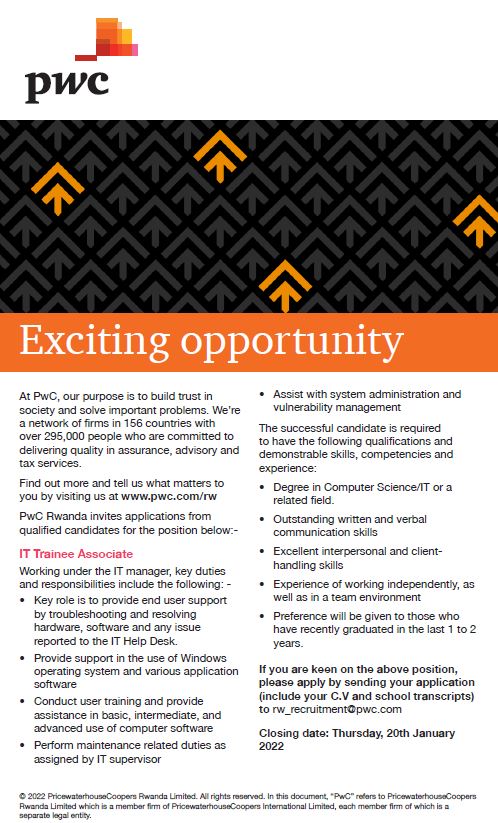 pwc
Exciting opportunity
At PwC, our purpose is to build trust in
society and solve important problems. We're
a network of firms in 156 countries with
over 295,000 people who are committed to
delivering quality in assurance, advisory and
tax services.
Find out more and tell us what matters to
you by visiting us at www.pwc.com/rw
PwC Rwanda invites applications from
qualified candidates for the position below:-
IT Trainee Associate
Working under the IT manager, key duties
and responsibilities include the following: -
• Key role is to provide end user support
by troubleshooting and resolving
hardware, software and any issue
reported to the IT Help Desk.
• Provide support in the use of Windows
operating system and various application
software
• Conduct user training and provide
assistance in basic, intermediate, and
advanced use of computer software
• Perform maintenance related duties as
assigned by IT supervisor
• Assist with system administration and
vulnerability management
The successful candidate is required
to have the following qualifications and
demonstrable skills, competencies and
experience:
• Degree in Computer Science/IT or a
related field.
• Outstanding written and verbal
communication skills
• Excellent interpersonal and client-
handling skills
• Experience of working independently, as
well as in a team environment
• Preference will be given to those who
have recently graduated in the last 1 to 2
years.
If you are keen on the above position,
please apply by sending your application
(include your C.V and school transcripts)
to rw_recruitment@pwc.com
Closing date: Thursday, 20th January
2022
© 2022 PricewaterhouseCoopers Rwanda Limited. All rights reserved. In this document, "PwC" refers to PricewaterhouseCoopers
Rwanda Limited which is a member firm of PricewaterhouseCoopers International Limited, each member firm of which is a
separate legal entity.